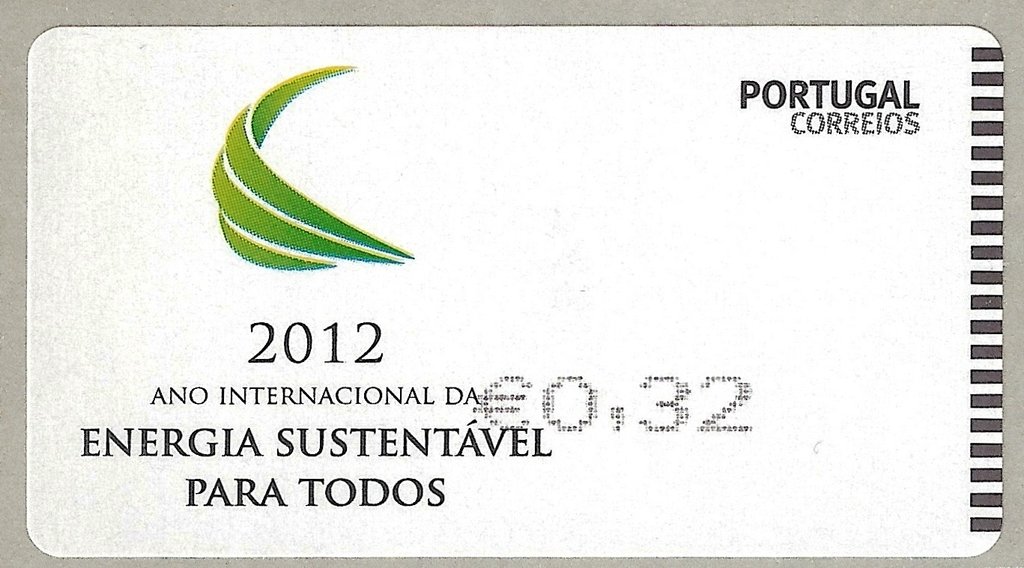 PORTUGAL
CORREIOS
2012
ANO INTERNACIONAL DA
€0,32
ENERGIA SUSTENTÁVEL
PARA TODOS